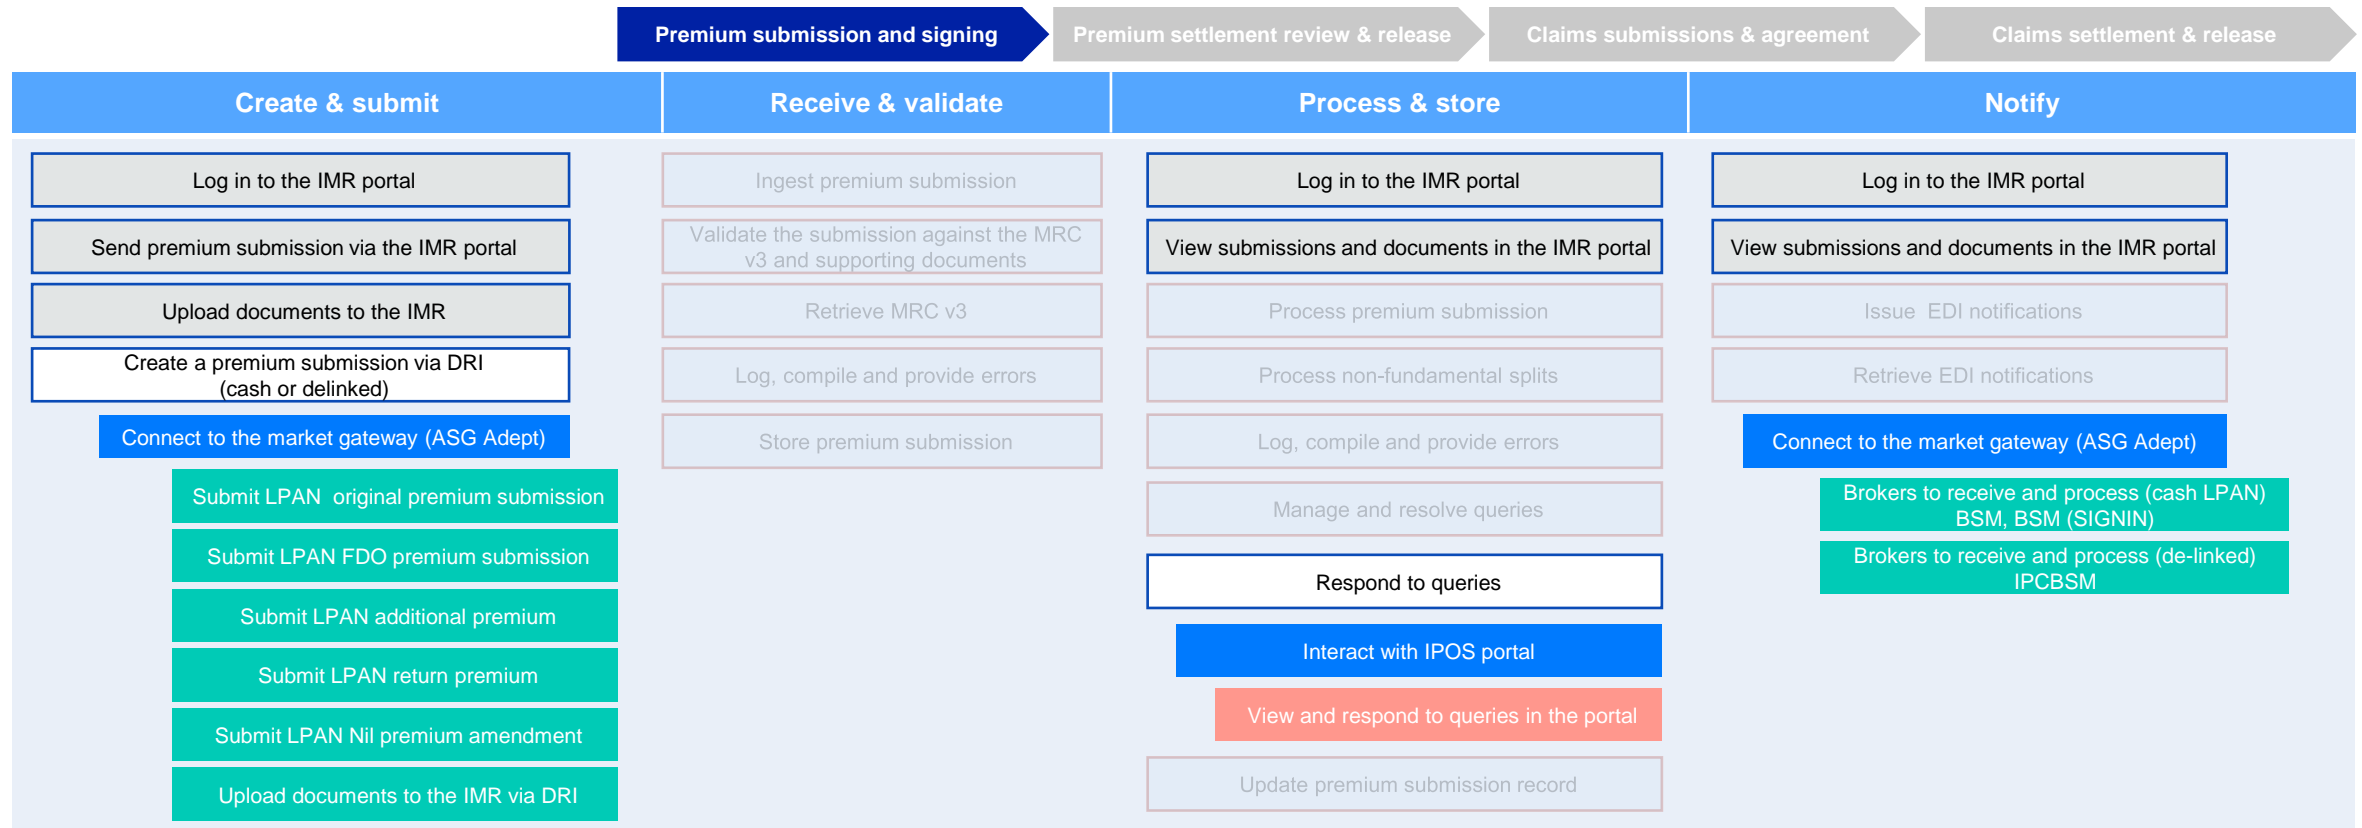 Premium submission and signing
Premium settlement review & release
Claims submissions & agreement
Claims settlement & release
Create & submit
Receive & validate
Process & store
Notify
Log in to the IMR portal
Send premium submission via the IMR portal
Upload documents to the IMR
Create a premium submission via DRI
(cash or delinked)
Connect to the market gateway (ASG Adept)
Submit LPAN  original premium submission
Submit LPAN FDO premium submission
Submit LPAN additional premium
Submit LPAN return premium
Submit LPAN Nil premium amendment
Upload documents to the IMR via DRI
Ingest premium submission
Validate the submission against the MRC
v3 and supporting documents
Retrieve MRC v3
Log, compile and provide errors
Store premium submission
Log in to the IMR portal
View submissions and documents in the IMR portal
Process premium submission
Process non-fundamental splits
Log, compile and provide errors
Manage and resolve queries
Respond to queries
Interact with IPOS portal
View and respond to queries in the portal
Update premium submission record
Log in to the IMR portal
View submissions and documents in the IMR portal
Issue  EDI notifications
Retrieve EDI notifications
Connect to the market gateway (ASG Adept)
Brokers to receive and process (cash LPAN)
BSM, BSM (SIGNIN)
Brokers to receive and process (de-linked)
IPCBSM